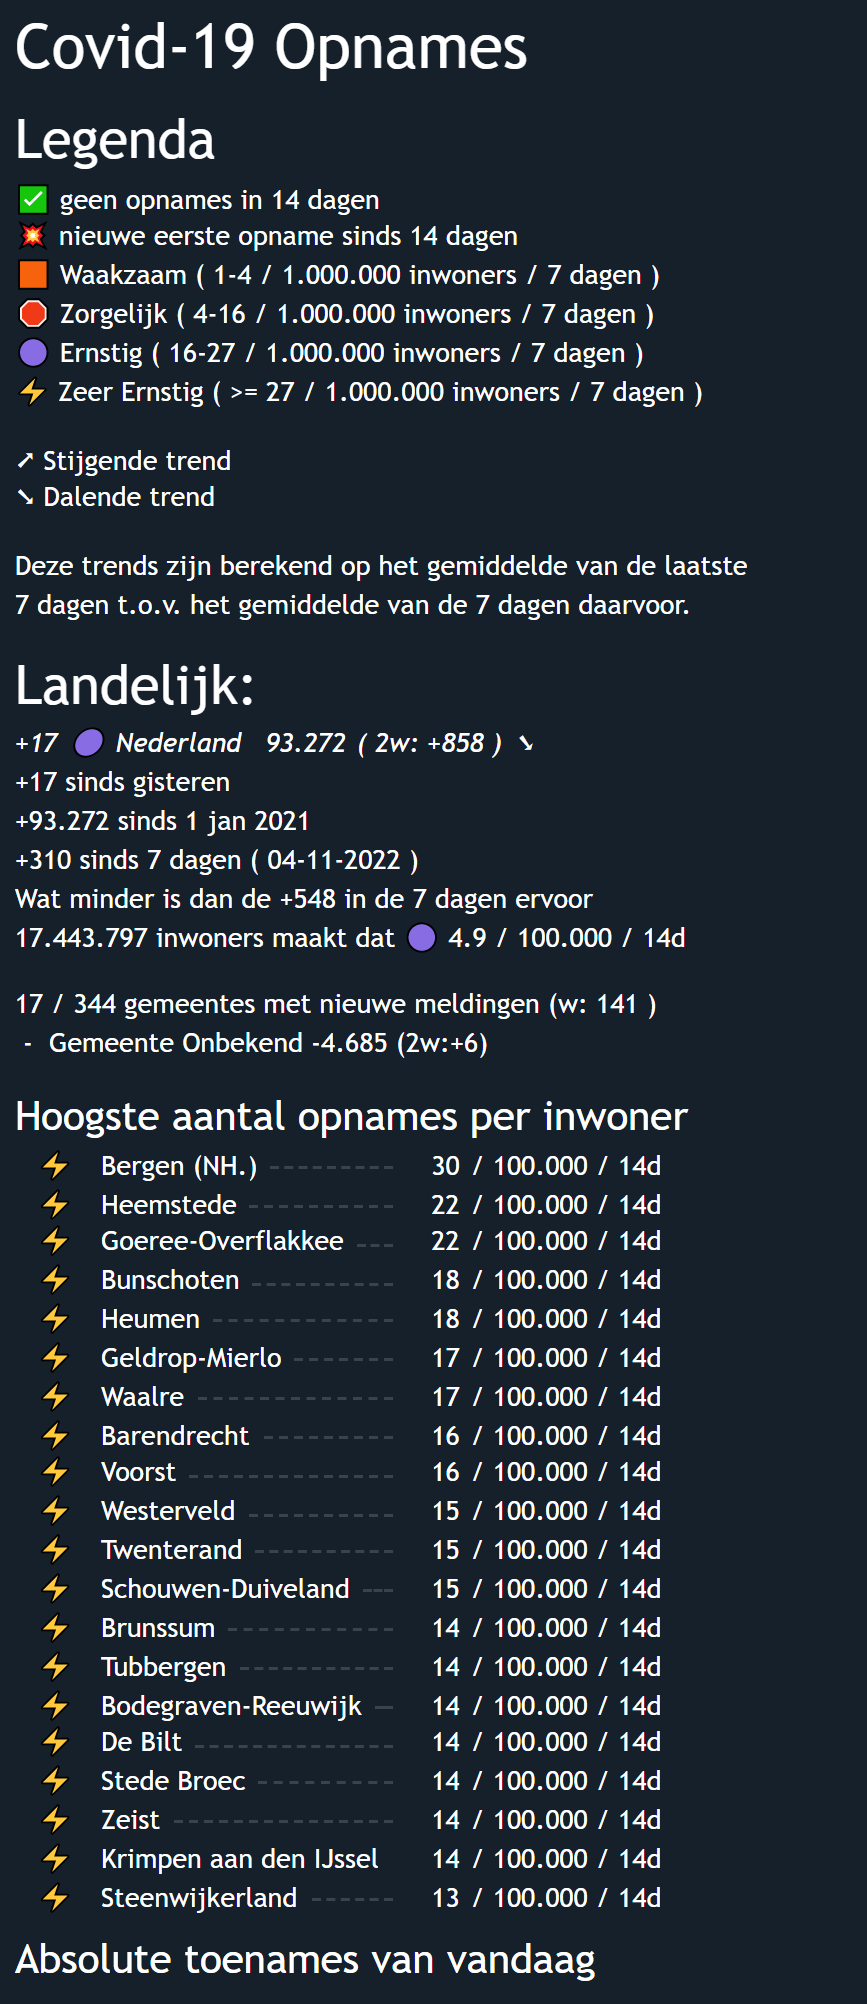 Covid-19 Opnames
Legenda
✅ geen opnames in 14 dagen
💥 nieuwe eerste opname sinds 14 dagen
🟧 Waakzaam ( 1-4 / 1.000.000 inwoners / 7 dagen )
🛑 Zorgelijk ( 4-16 / 1.000.000 inwoners / 7 dagen )
🟣 Ernstig ( 16-27 / 1.000.000 inwoners / 7 dagen )
⚡ Zeer Ernstig ( >= 27 / 1.000.000 inwoners / 7 dagen )
➚ Stijgende trend
➘ Dalende trend
Deze trends zijn berekend op het gemiddelde van de laatste
7 dagen t.o.v. het gemiddelde van de 7 dagen daarvoor.
Landelijk:
+17 🟣 Nederland 93.272 ( 2w: +858 ) ➘
+17 sinds gisteren
+93.272 sinds 1 jan 2021
+310 sinds 7 dagen ( 04-11-2022 )
Wat minder is dan de +548 in de 7 dagen ervoor
17.443.797 inwoners maakt dat 🟣 4.9 / 100.000 / 14d
17 / 344 gemeentes met nieuwe meldingen (w: 141 )
- Gemeente Onbekend -4.685 (2w:+6)
Hoogste aantal opnames per inwoner
⚡ Bergen (NH.) --------- 30 / 100.000 / 14d
⚡ Heemstede ----------- 22 / 100.000 / 14d
⚡ Goeree-Overflakkee --- 22 / 100.000 / 14d
⚡ Bunschoten ---------- 18 / 100.000 / 14d
⚡ Heumen -------------- 18 / 100.000 / 14d
⚡ Geldrop-Mierlo ------- 17 / 100.000 / 14d
⚡ Waalre --------------- 17 / 100.000 / 14d
⚡ Barendrecht --------- 16 / 100.000 / 14d
⚡ Voorst --------------- 16 / 100.000 / 14d
⚡ Westerveld ----------- 15 / 100.000 / 14d
⚡ Twenterand ---------- 15 / 100.000 / 14d
⚡ Schouwen-Duiveland --- 15 / 100.000 / 14d
⚡ Brunssum ------------ 14 / 100.000 / 14d
⚡ Tubbergen ----------- 14 / 100.000 / 14d
⚡ Bodegraven-Reeuwijk — 14 / 100.000 / 14d
⚡ De Bilt --------------- 14 / 100.000 / 14d
⚡ Stede Broec ---------- 14 / 100.000 / 14d
⚡ Zeist ---------------- 14 / 100.000 / 14d
⚡ Krimpen aan den IJssel 14 / 100.000 / 14d
⚡ Steenwijkerland ------ 13 / 100.000 / 14d
Absolute toenames van vandaag